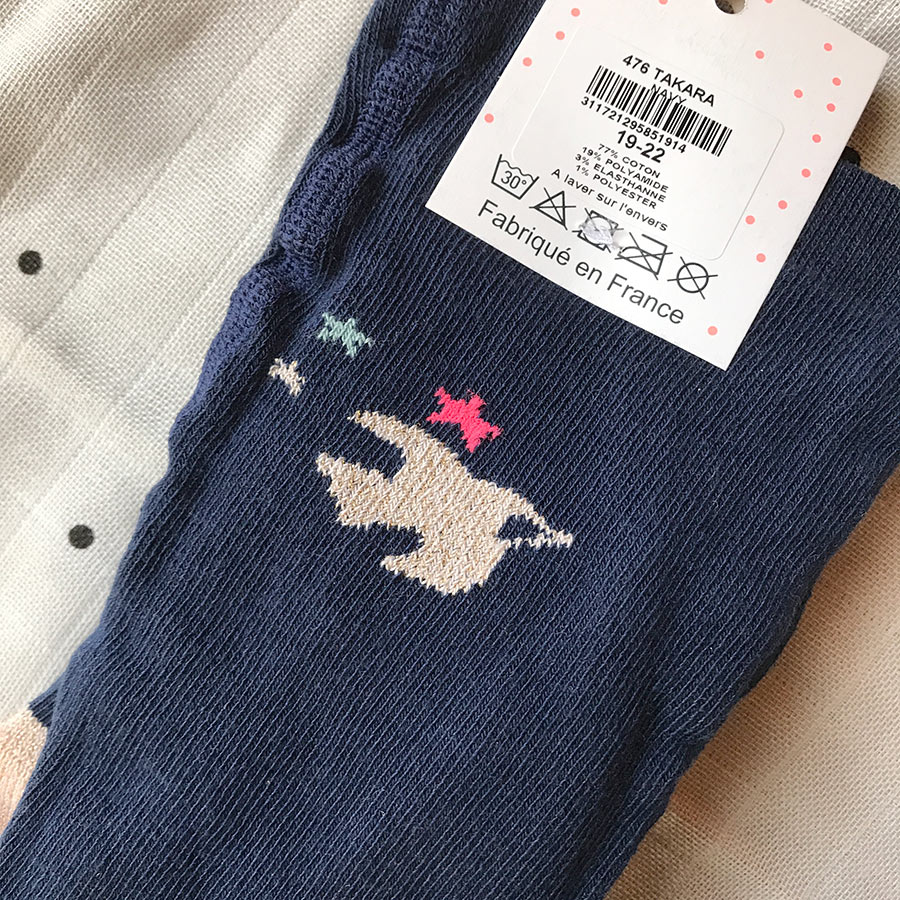 476 TAKARA
NAVY
3117212958519​14
19-22
77% COTON
19% POLYAMIDE
3% ELASTHANNE
1% POLYESTER
A laver sur l'envers
30°
Fabriqué en France